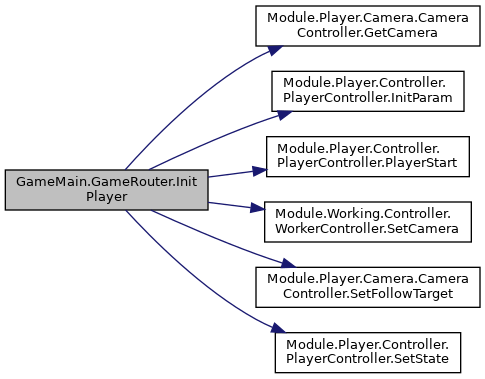 Module.Player.Camera.Camera
Controller.GetCamera
Module.Player.Controller.
PlayerController.InitParam
Module.Player.Controller.
PlayerController.PlayerStart
GameMain.GameRouter.Init
Player
Module.Working.Controller.
WorkerController.SetCamera
Module.Player.Camera.Camera
Controller.SetFollowTarget
Module.Player.Controller.
PlayerController.SetState